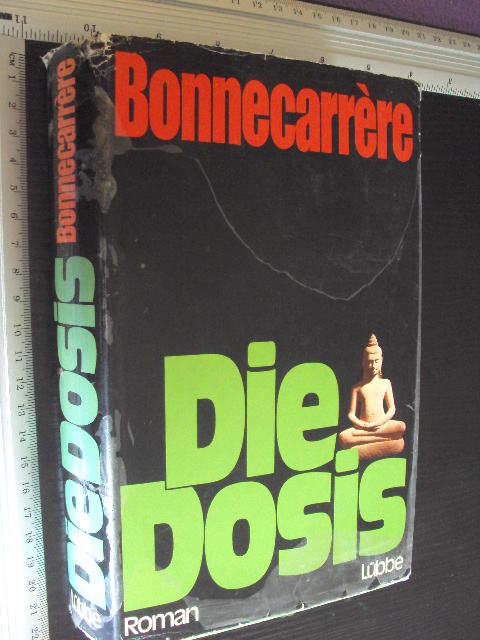 Bonnecarrère
Die
Dosis
Roman
Lübbe
Bonnecarrère
Die Dosis
Lübbe